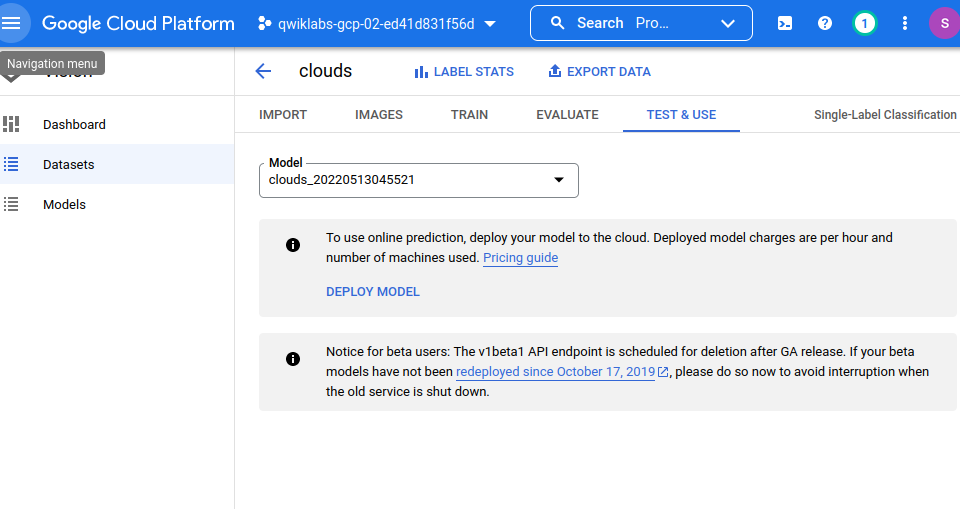 Google Cloud Platform
qwiklabs-gcp-02-ed41d831f56d
Search Pro...
1
S
Navigation menu
clouds
LABEL STATS
EXPORT DATA
Dashboard
Datasets
Models
IMPORT
IMAGES
TRAIN
EVALUATE
TEST & USE
Single-Label Classification
Model
clouds_20220513045521
To use online prediction, deploy your model to the cloud. Deployed model charges are per hour and
number of machines used. Pricing guide
DEPLOY MODEL
Notice for beta users: The v1beta1 API endpoint is scheduled for deletion after GA release. If your beta
models have not been redeployed since October 17, 2019, please do so now to avoid interruption when
the old service is shut down.